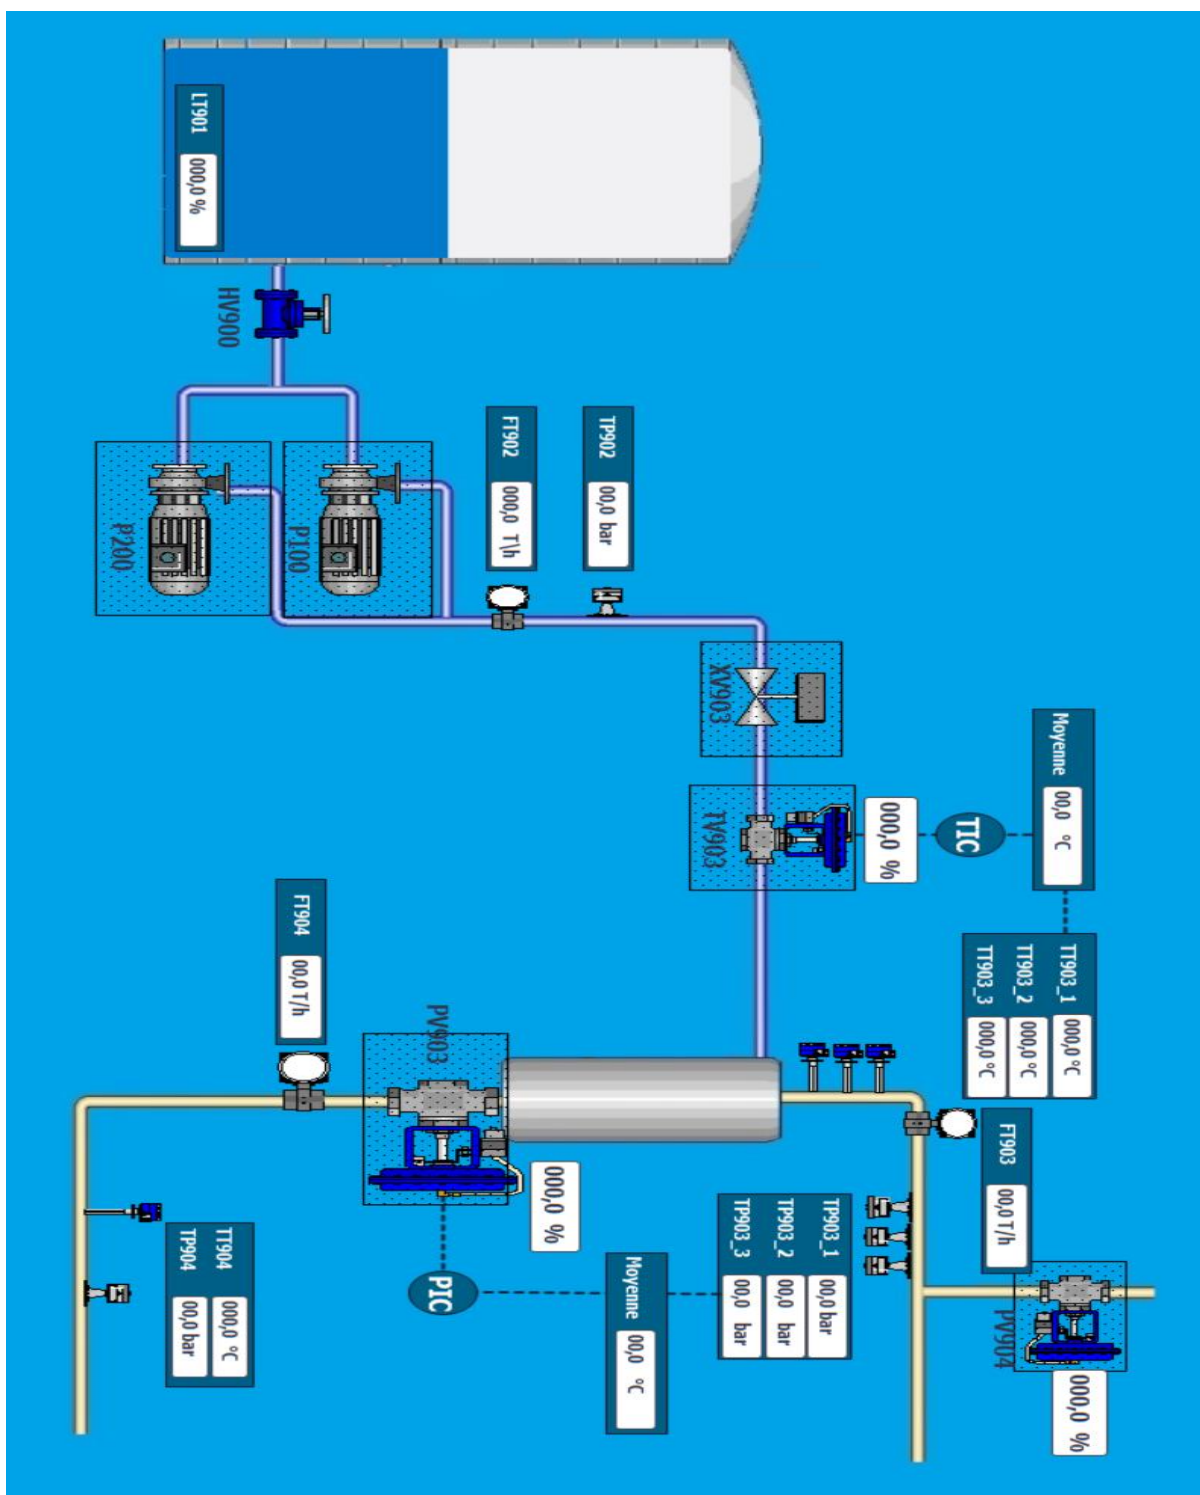 LT901
000,0 %
HV900
P200
P100
FT902
000,0 T\h
TP902
00,0 bar
XV903
TV903
000,0 %
TIC
Moyenne
00,0 °C
TT903_1
000,0 °C
TT903_2
000,0 °C
TT903_3
000,0 °C
FT904
00,0 T/h
PV903
000,0 %
PIC
Moyenne
00,0 °C
TP903_1
00,0 bar
TP903_2
00,0 bar
TP903_3
00,0 bar
FT903
00,0 T/h
PV904
000,0 %
TT904
000,0 °C
TP904
00,0 bar